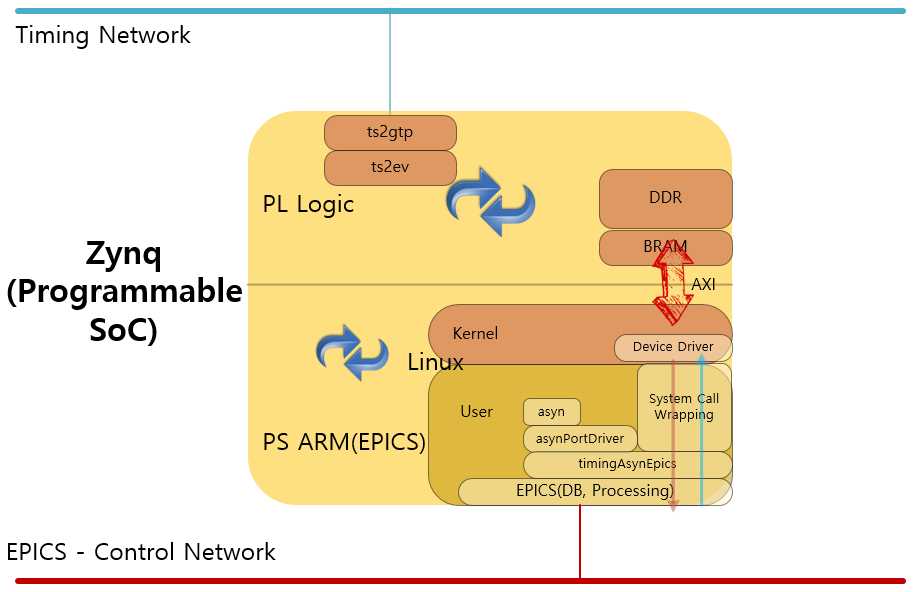 Timing Network
ts2gtp
ts2ev
PL Logic
DDR
BRAM
AXI
Zynq
(Programmable
SoC)
Kernel
Device Driver
Linux
User
System Call
Wrapping
asyn
asynPortDriver
PS ARM(EPICS)
timingAsynEpics
EPICS(DB, Processing)
EPICS - Control Network